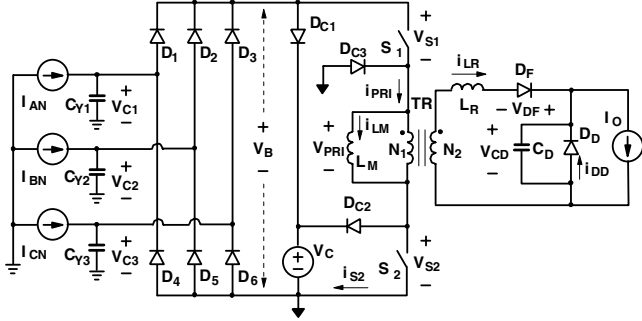 D1 D2 D3
DC1
S1
+ VS1 −
DC3
iLR
DF
IAN
CY1
+ VC1 −
iPRI
TR
LR
− VDF +
IO
iLM
+ VB −
+ VPRI −
LM
N1 N2
+ VCD −
CD
DD
iDD
IBN
CY2
+ VC2 −
DC2
ICN
CY3
+ VC3 −
D4 D5 D6
VC
iS2
S2
+ VS2 −